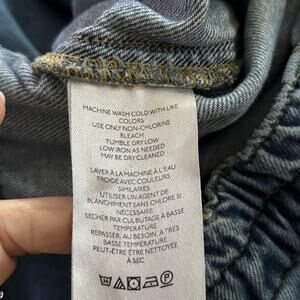 MACHINE WASH COLD WITH LIKE
COLORS
USE ONLY NON-CHLORINE
BLEACH
TUMBLE DRY LOW
LOW IRON AS NEEDED
MAY BE DRY CLEANED
LAVER À LA MACHINE À L'EAU
FROIDE AVEC COULEURS
SIMILAIRES
UTILISER UN AGENT DE
BLANCHIMENT SANS CHLORE SI
NÉCESSAIRE
SÉCHER PAR CULBUTAGE À BASSE
TEMPÉRATURE
REPASSER, AU BESOIN, À TRÈS
BASSE TEMPÉRATURE
PEUT-ÊTRE ÊTRE NETTOYÉE
À SEC